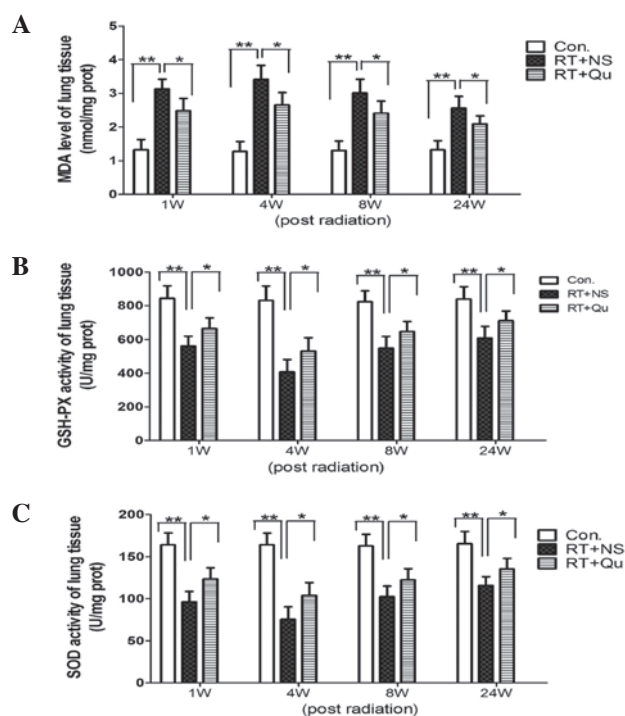 A
MDA level of lung tissue
(nmol/mg prot)
5
4
3
2
1
0
** *
** *
** *
** *
Con.
RT+NS
RT+Qu
1W 4W 8W 24W
(post radiation)
B
GSH-PX activity of lung tissue
(U/mg prot)
1000
800
600
400
200
0
** *
** *
** *
** *
Con.
RT+NS
RT+Qu
1W 4W 8W 24W
(post radiation)
C
SOD activity of lung tissue
(U/mg prot)
200
150
100
50
0
** *
** *
** *
** *
Con.
RT+NS
RT+Qu
1W 4W 8W 24W
(post radiation)